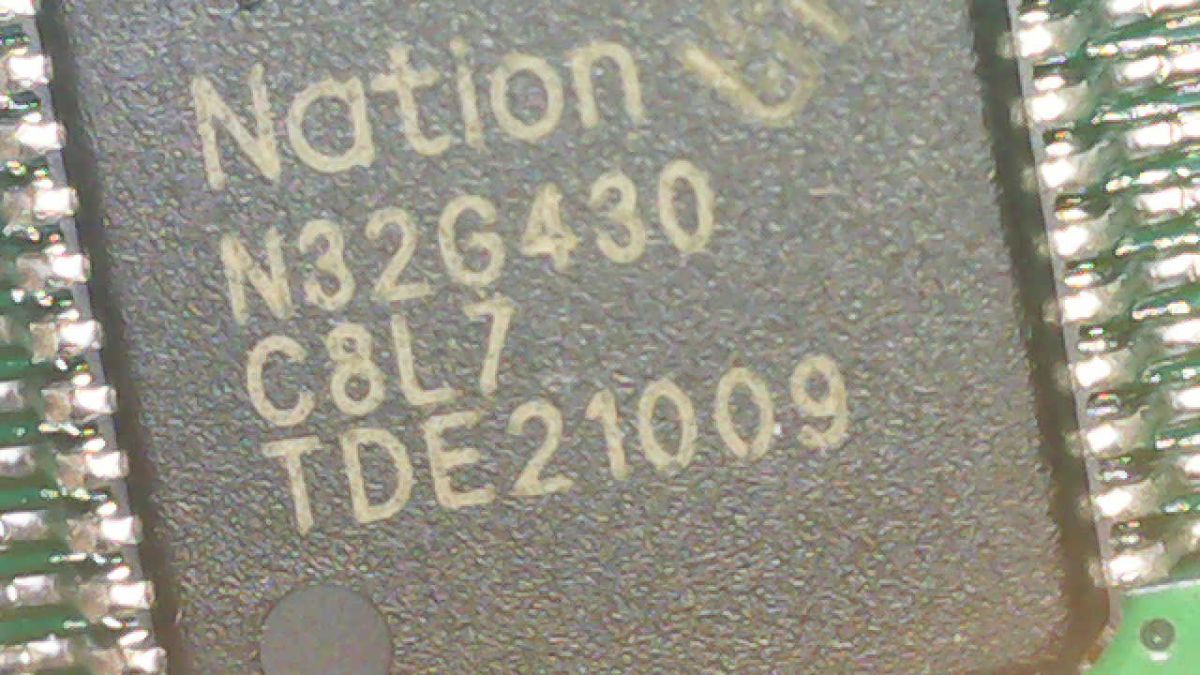 Nation
N32G430
C8L7
TDE21009